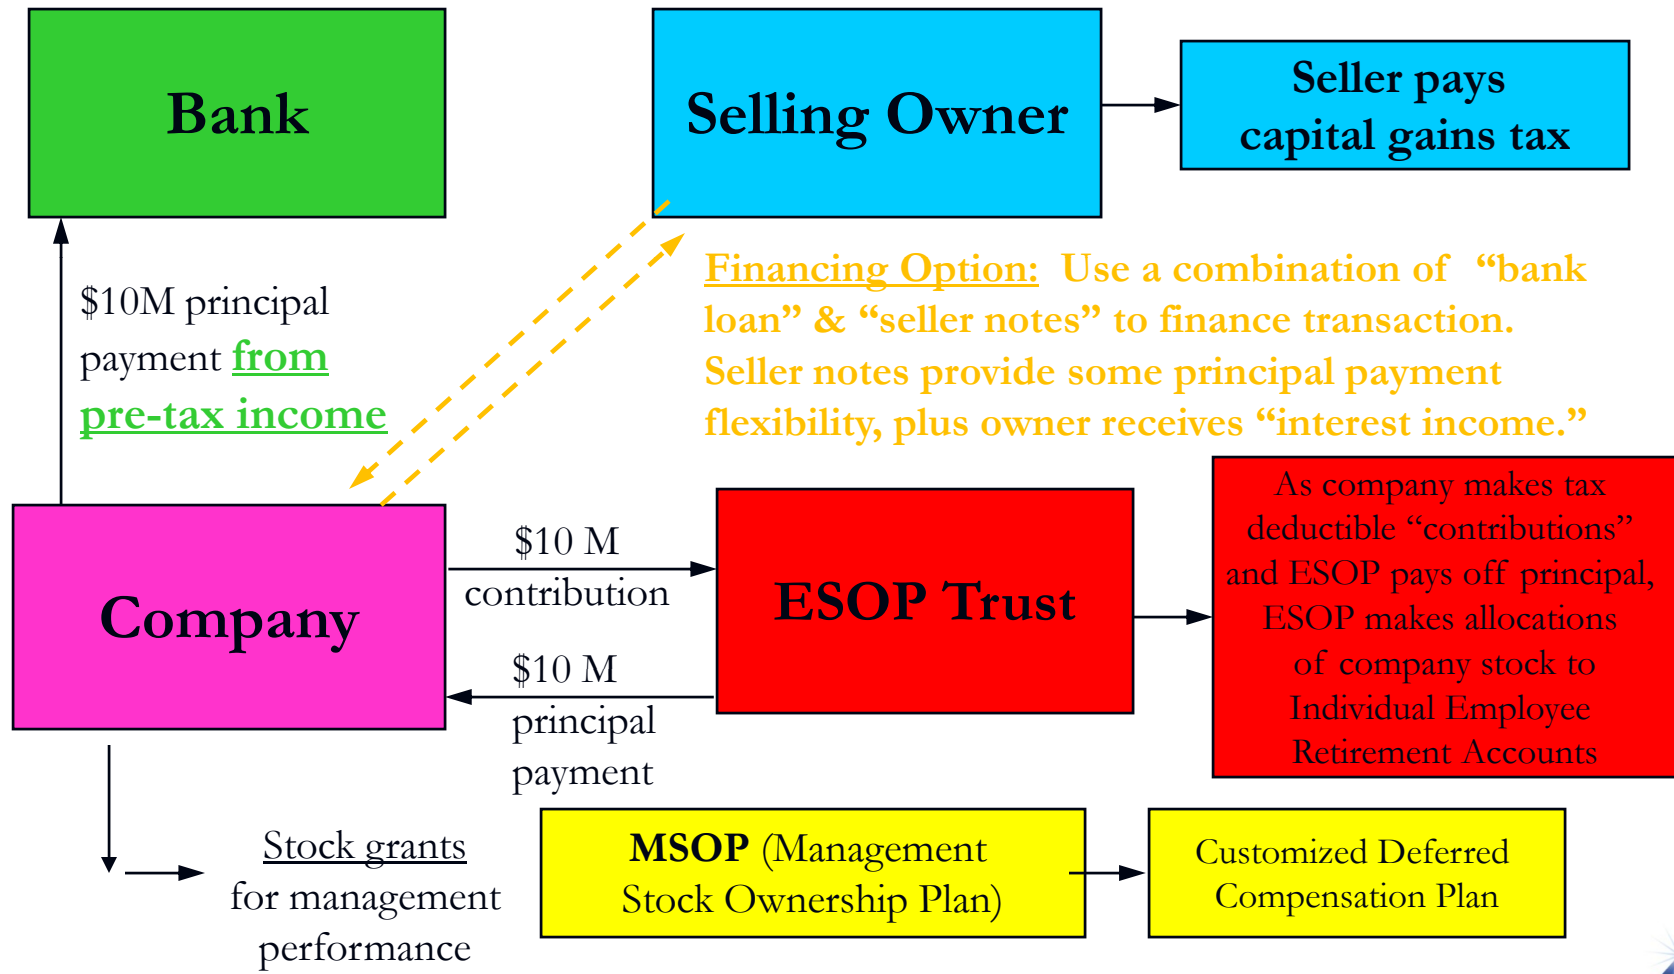 Bank
Selling Owner
Seller pays
capital gains tax
$10M principal
payment from
pre-tax income
Financing Option:  Use a combination of  “bank
loan” & “seller notes” to finance transaction.
Seller notes provide some principal payment
flexibility, plus owner receives “interest income.”
Company
$10 M
contribution
$10 M
principal
payment
ESOP Trust
As company makes tax
deductible “contributions”
and ESOP pays off principal,
ESOP makes allocations
of company stock to
Individual Employee
Retirement Accounts
Stock grants
for management
performance
MSOP (Management
Stock Ownership Plan)
Customized Deferred
Compensation Plan